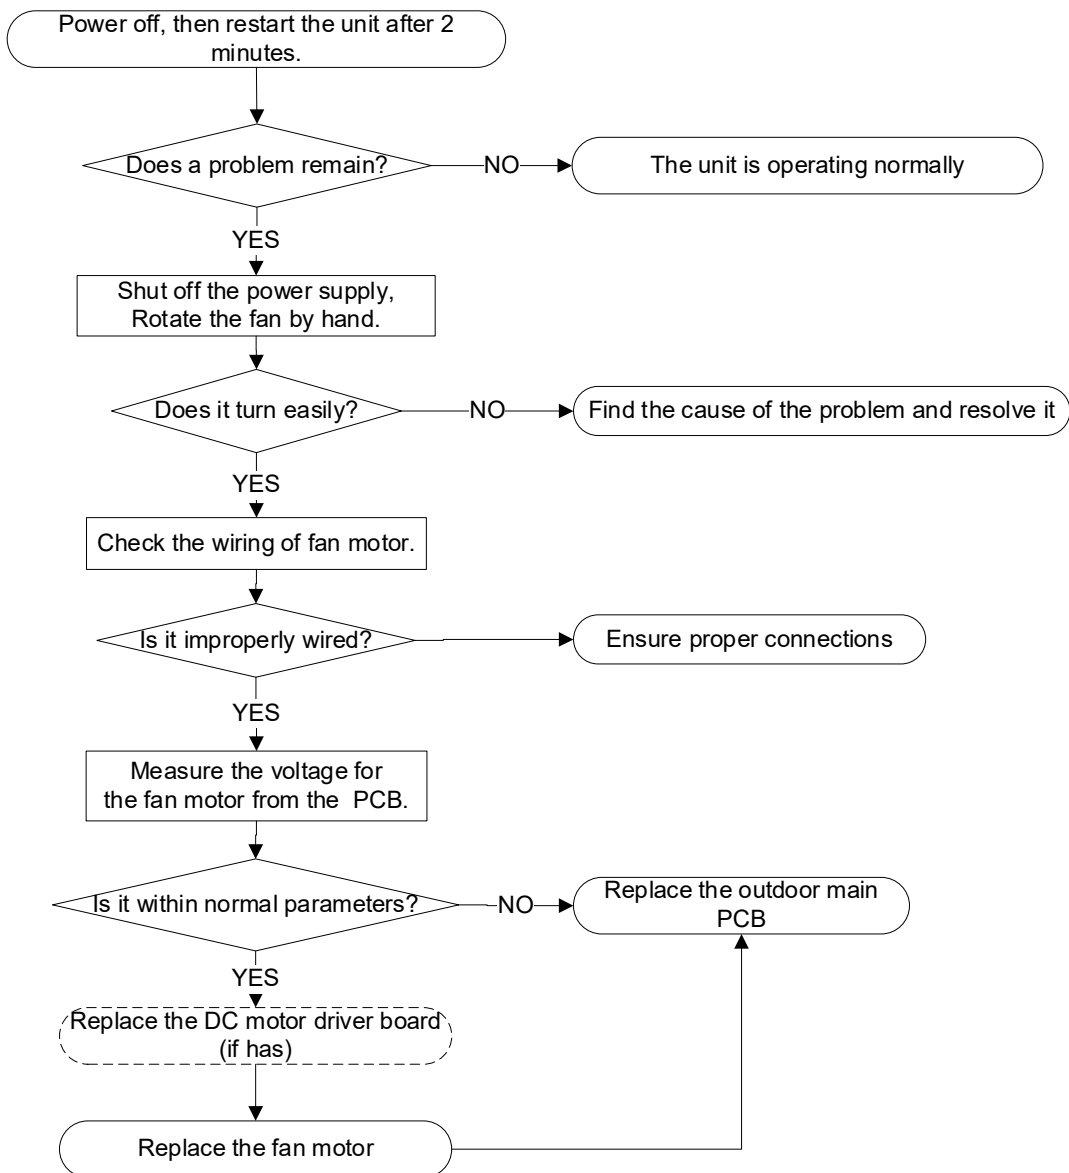 Power off, then restart the unit after 2
minutes.
Does a problem remain?
NO
The unit is operating normally
YES
Shut off the power supply,
Rotate the fan by hand.
Does it turn easily?
NO
Find the cause of the problem and resolve it
YES
Check the wiring of fan motor.
Is it improperly wired?
Ensure proper connections
YES
Measure the voltage for
the fan motor from the PCB.
Is it within normal parameters?
NO
Replace the outdoor main
PCB
YES
Replace the DC motor driver board
(if has)
Replace the fan motor